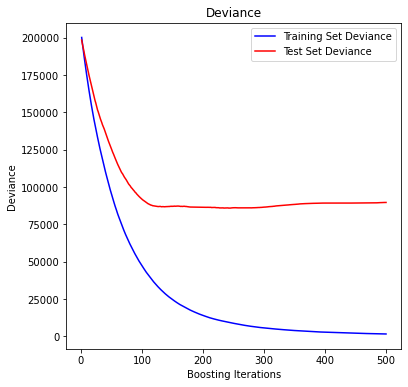 Deviance
Training Set Deviance
Test Set Deviance
Deviance
200000
175000
150000
125000
100000
75000
50000
25000
0
0 100 200 300 400 500
Boosting Iterations